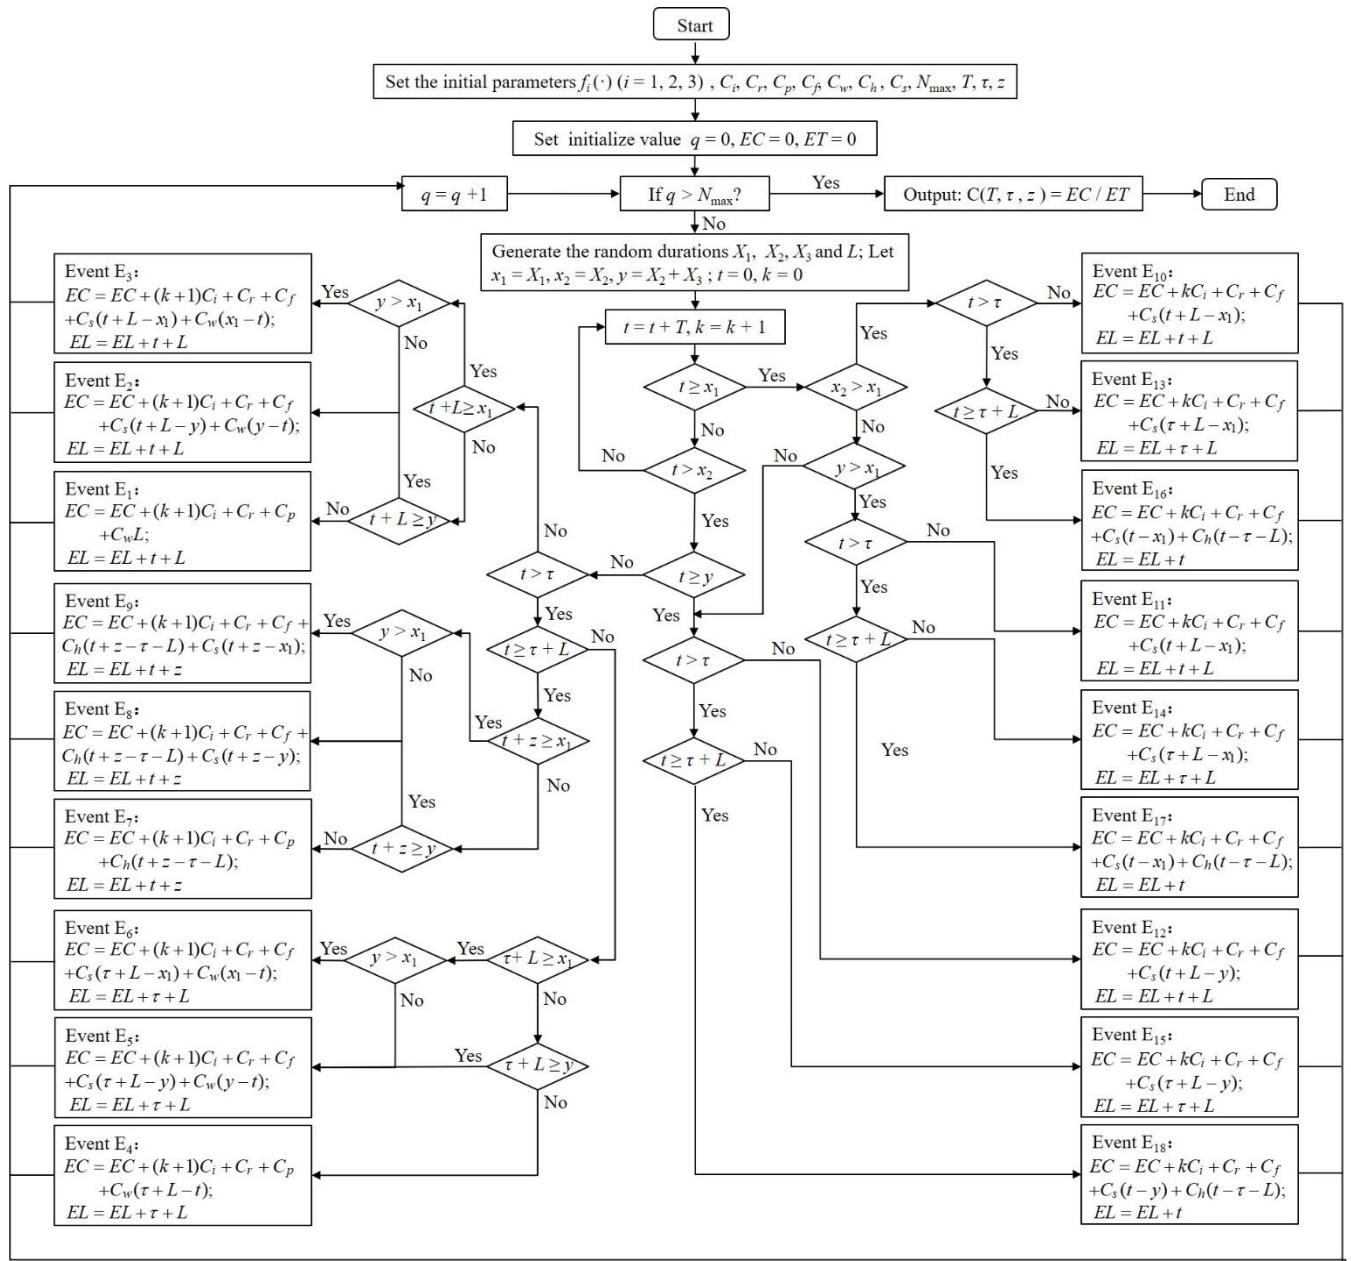 Start
Set the initial parameters f_i(·) (i = 1, 2, 3) , C_i, C_r, C_p, C_f, C_w, C_h, C_s, N_max, T, τ, z
Set initialize value q = 0, EC = 0, ET = 0
q = q +1
If q > N_max?
Yes
Output: C(T, τ, z ) = EC / ET
End
No
Generate the random durations X_1, X_2, X_3 and L; Let
x_1 = X_1, x_2 = X_2, y = X_2 + X_3 ; t = 0, k = 0
t = t + T, k = k + 1
t ≥ x_1
Yes
No
t > x_2
No
Yes
t ≥ y
No
Yes
t > τ
No
Yes
t ≥ τ + L
No
Yes
x_2 > x_1
Yes
No
y > x_1
No
Yes
t > τ
No
Yes
t ≥ τ + L
No
Yes
t > τ
No
Yes
t ≥ τ + L
No
Yes
t > τ
No
Yes
t + L ≥ x_1
Yes
No
y > x_1
Yes
No
t + L ≥ y
Yes
No
t ≥ τ + L
No
Yes
t + z ≥ x_1
Yes
No
y > x_1
Yes
No
t + z ≥ y
Yes
No
τ + L ≥ x_1
Yes
No
y > x_1
Yes
No
τ + L ≥ y
Yes
No
Event E_3:
EC = EC + (k +1)C_i + C_r + C_f
+C_s(t + L − x_1) + C_w(x_1 − t);
EL = EL + t + L
Event E_2:
EC = EC + (k +1)C_i + C_r + C_f
+C_s(t + L − y) + C_w(y − t);
EL = EL + t + L
Event E_1:
EC = EC + (k +1)C_i + C_r + C_p
+C_wL;
EL = EL + t + L
Event E_9:
EC = EC + (k +1)C_i + C_r + C_f +
C_h(t + z − τ − L) + C_s(t + z − x_1);
EL = EL + t + z
Event E_8:
EC = EC + (k +1)C_i + C_r + C_f +
C_h(t + z − τ − L) + C_s(t + z − y);
EL = EL + t + z
Event E_7:
EC = EC + (k +1)C_i + C_r + C_p
+C_h(t + z − τ − L);
EL = EL + t + z
Event E_6:
EC = EC + (k +1)C_i + C_r + C_f
+C_s(τ + L − x_1) + C_w(x_1 − t);
EL = EL + τ + L
Event E_5:
EC = EC + (k +1)C_i + C_r + C_f
+C_s(τ + L − y) + C_w(y − t);
EL = EL + τ + L
Event E_4:
EC = EC + (k +1)C_i + C_r + C_p
+C_w(τ + L − t);
EL = EL + τ + L
Event E_10:
EC = EC + kC_i + C_r + C_f
+C_s(t + L − x_1);
EL = EL + t + L
Event E_13:
EC = EC + kC_i + C_r + C_f
+C_s(τ + L − x_1);
EL = EL + τ + L
Event E_16:
EC = EC + kC_i + C_r + C_f
+C_s(t − x_1) + C_h(t − τ − L);
EL = EL + t
Event E_11:
EC = EC + kC_i + C_r + C_f
+C_s(t + L − x_1);
EL = EL + t + L
Event E_14:
EC = EC + kC_i + C_r + C_f
+C_s(τ + L − x_1);
EL = EL + τ + L
Event E_17:
EC = EC + kC_i + C_r + C_f
+C_s(t − x_1) + C_h(t − τ − L);
EL = EL + t
Event E_12:
EC = EC + kC_i + C_r + C_f
+C_s(t + L − y);
EL = EL + t + L
Event E_15:
EC = EC + kC_i + C_r + C_f
+C_s(τ + L − y);
EL = EL + τ + L
Event E_18:
EC = EC + kC_i + C_r + C_f
+C_s(t − y) + C_h(t − τ − L);
EL = EL + t